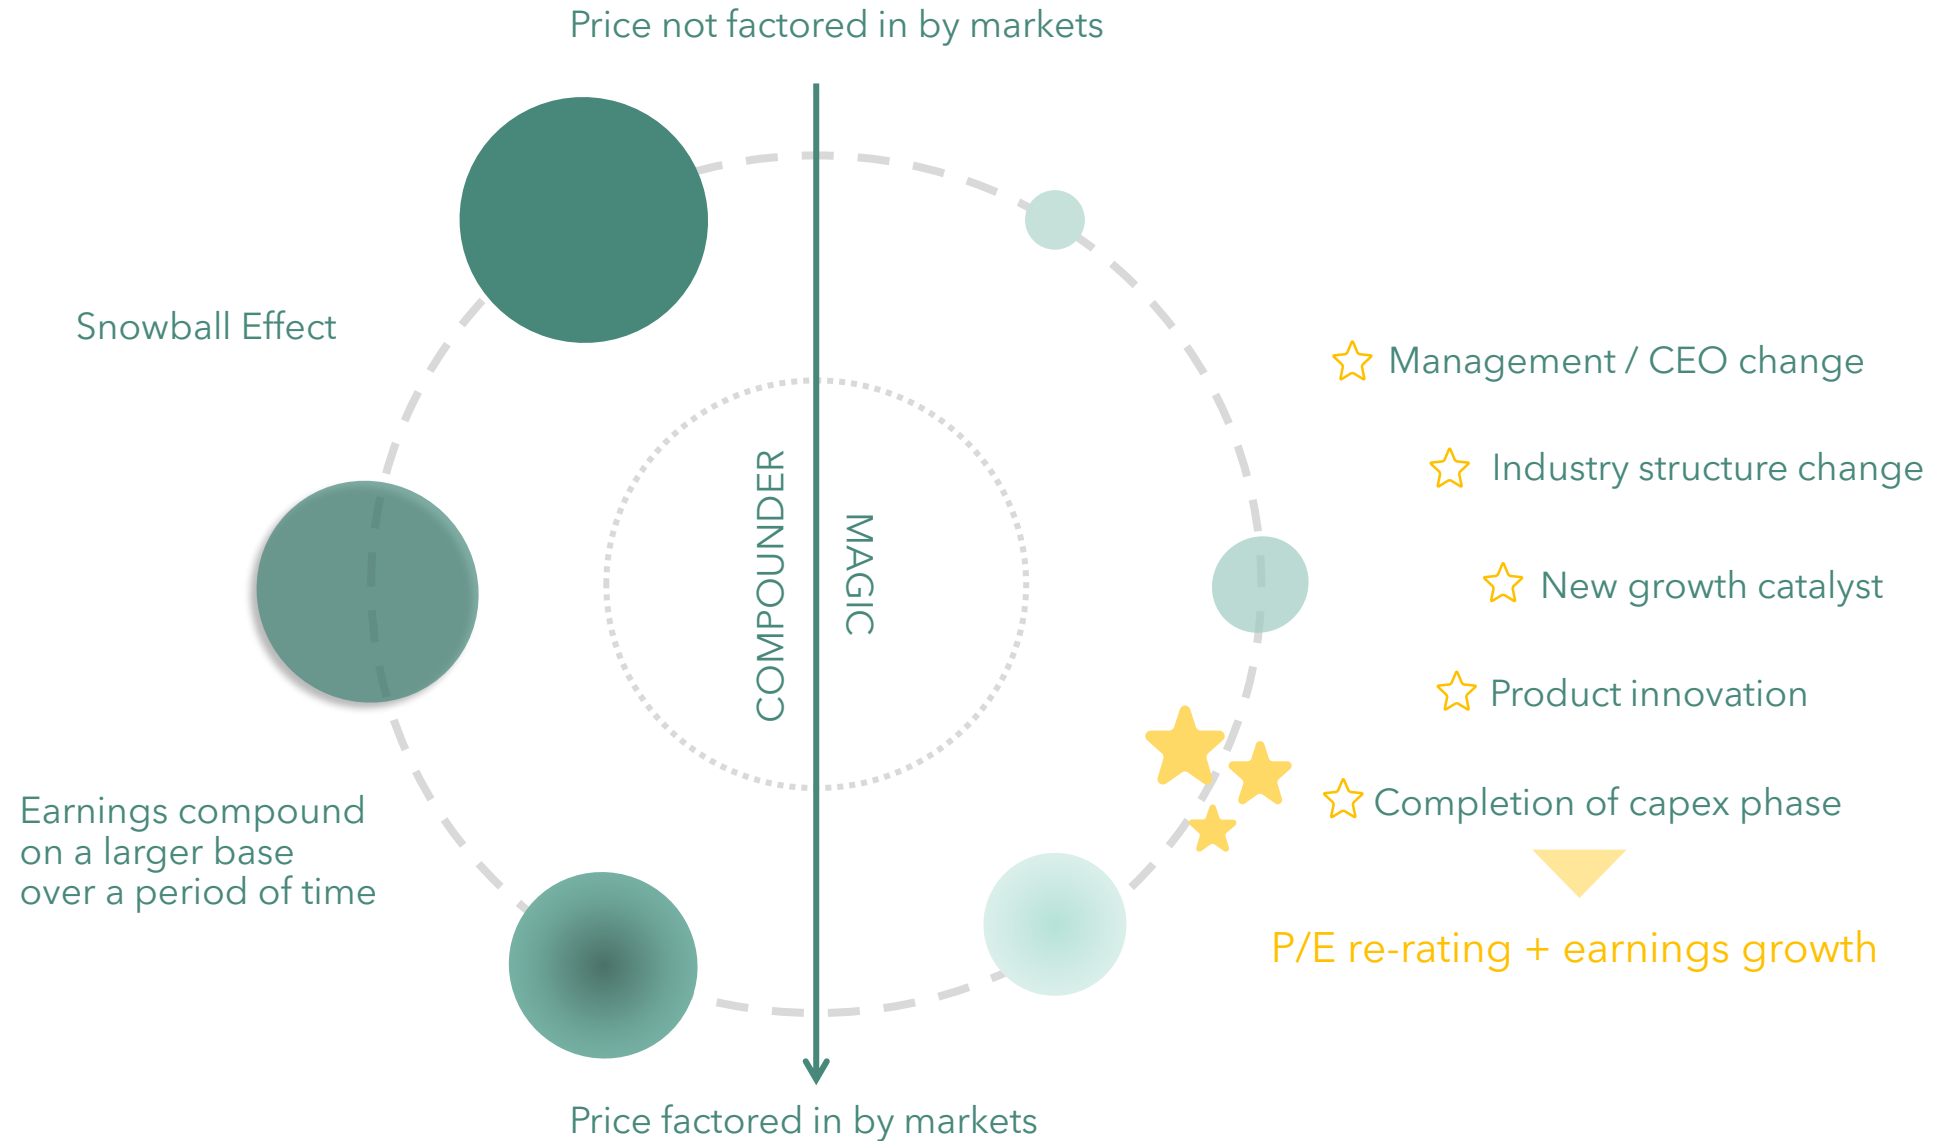 Price not factored in by markets
Snowball Effect
Earnings compound
on a larger base
over a period of time
COMPOUNDER
MAGIC
Management / CEO change
Industry structure change
New growth catalyst
Product innovation
Completion of capex phase
P/E re-rating + earnings growth
Price factored in by markets